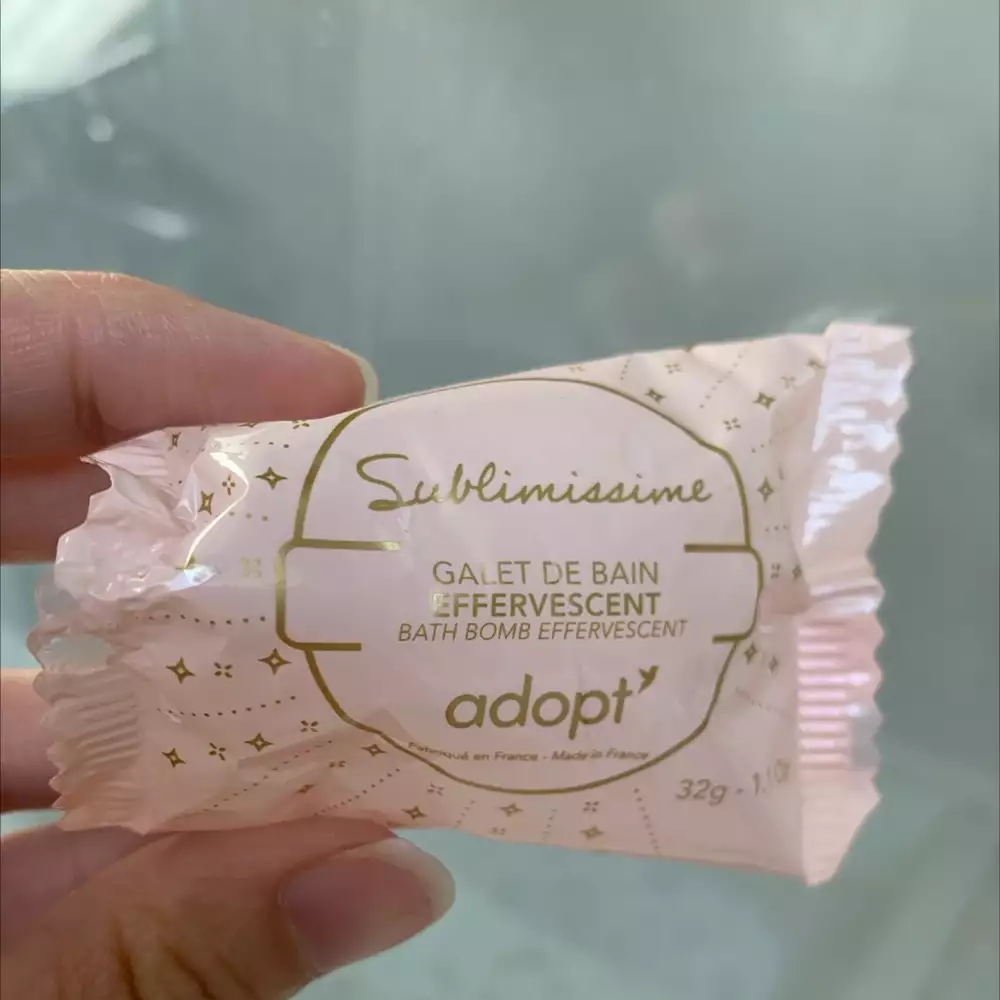 Sublimissime
GALET DE BAIN
EFFERVESCENT
BATH BOMB EFFERVESCENT
adopt'
Fabriqué en France - Made in France
32g -